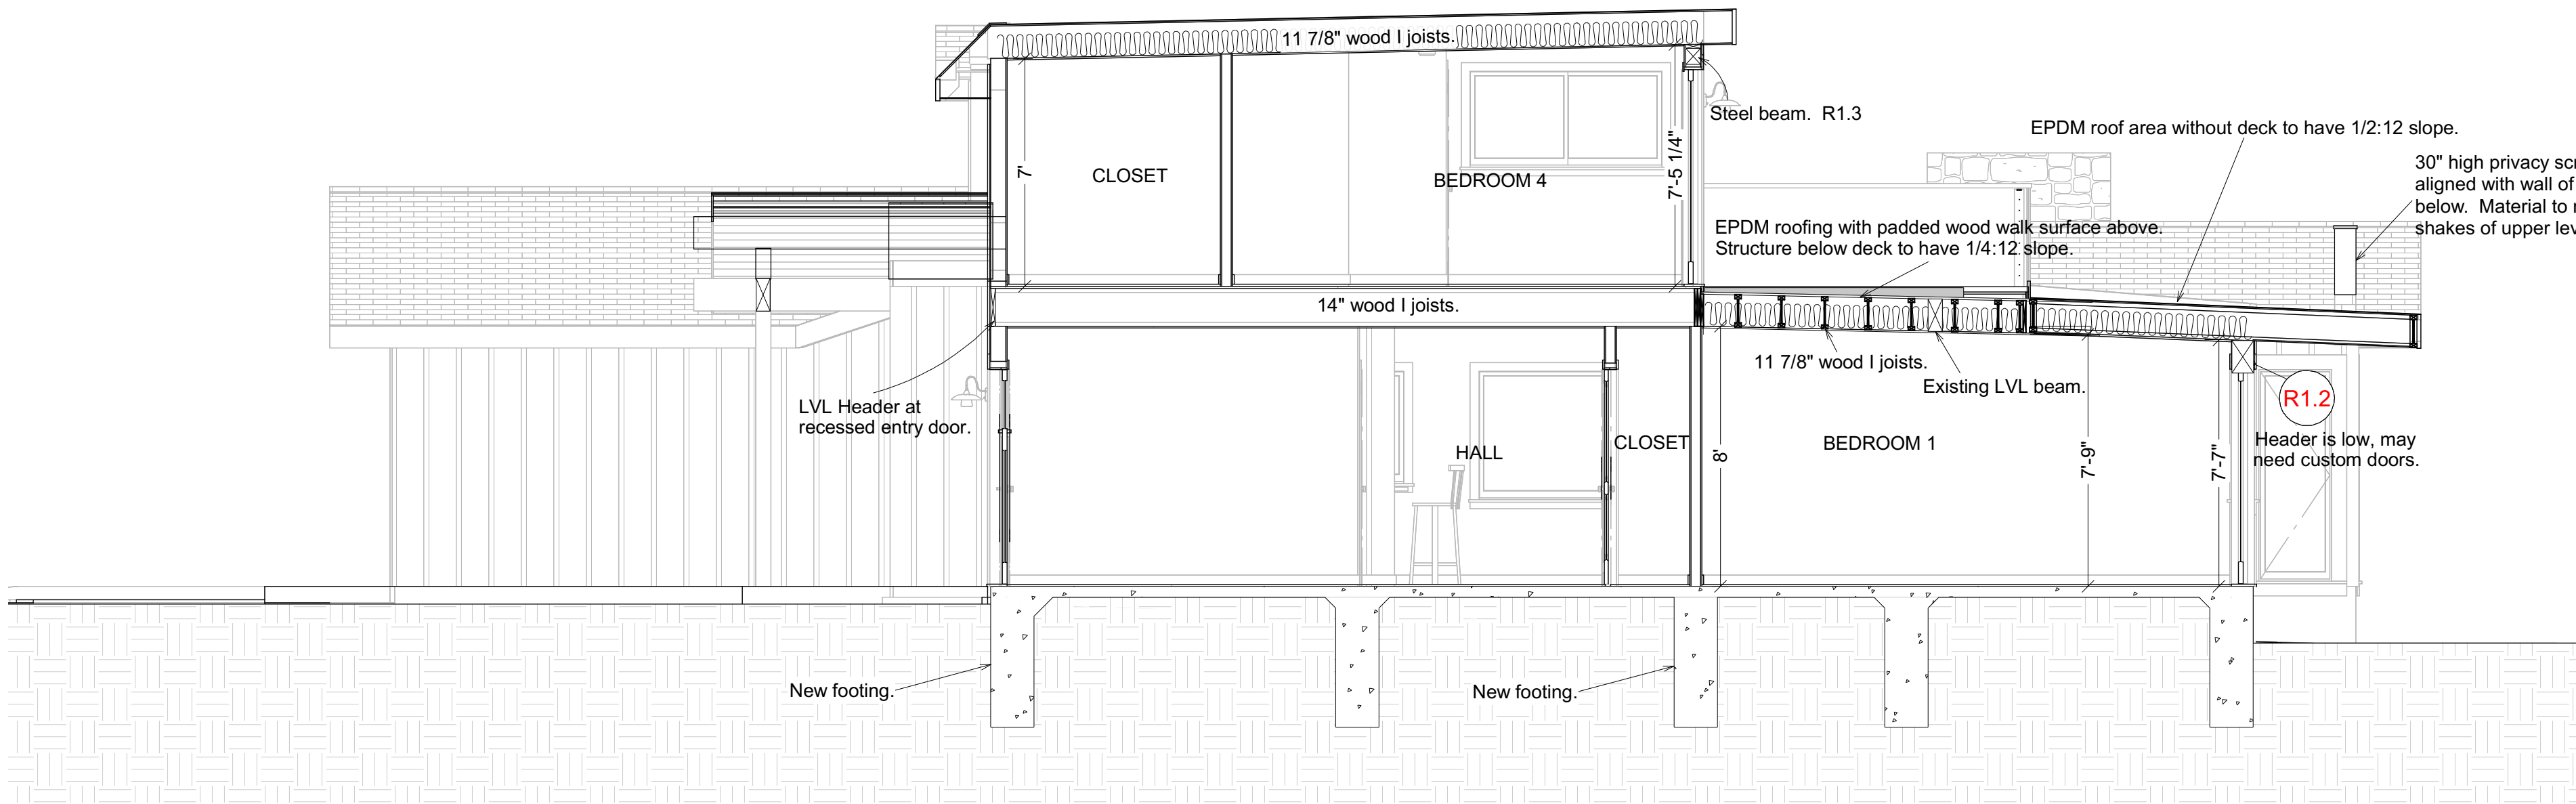 11 7/8" wood I joists.
Steel beam. R1.3
EPDM roof area without deck to have 1/2:12 slope.
30" high privacy
aligned with wall of
below. Material to
shakes of upper
7'
CLOSET
BEDROOM 4
7'-5 1/4"
EPDM roofing with padded wood walk surface above.
Structure below deck to have 1/4:12 slope.
14" wood I joists.
11 7/8" wood I joists.
Existing LVL beam.
LVL Header at
recessed entry door.
R1.2
Header is low, may
need custom doors.
HALL
CLOSET
8'
BEDROOM 1
7'-9"
7'-7"
New footing.
New footing.